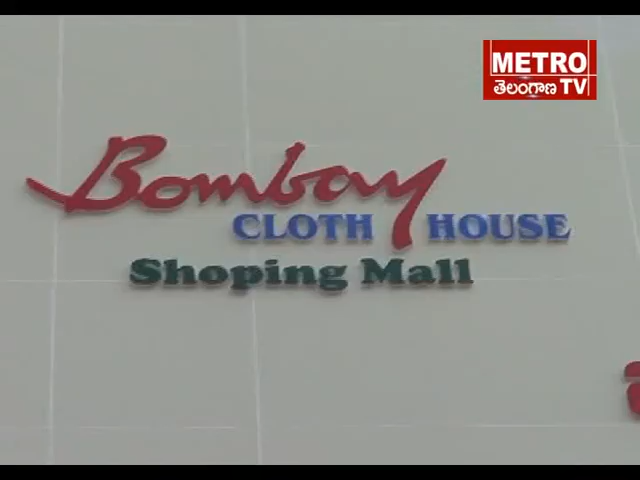 METRO
తెలంగాణ TV
Bombay
CLOTH HOUSE
Shoping Mall